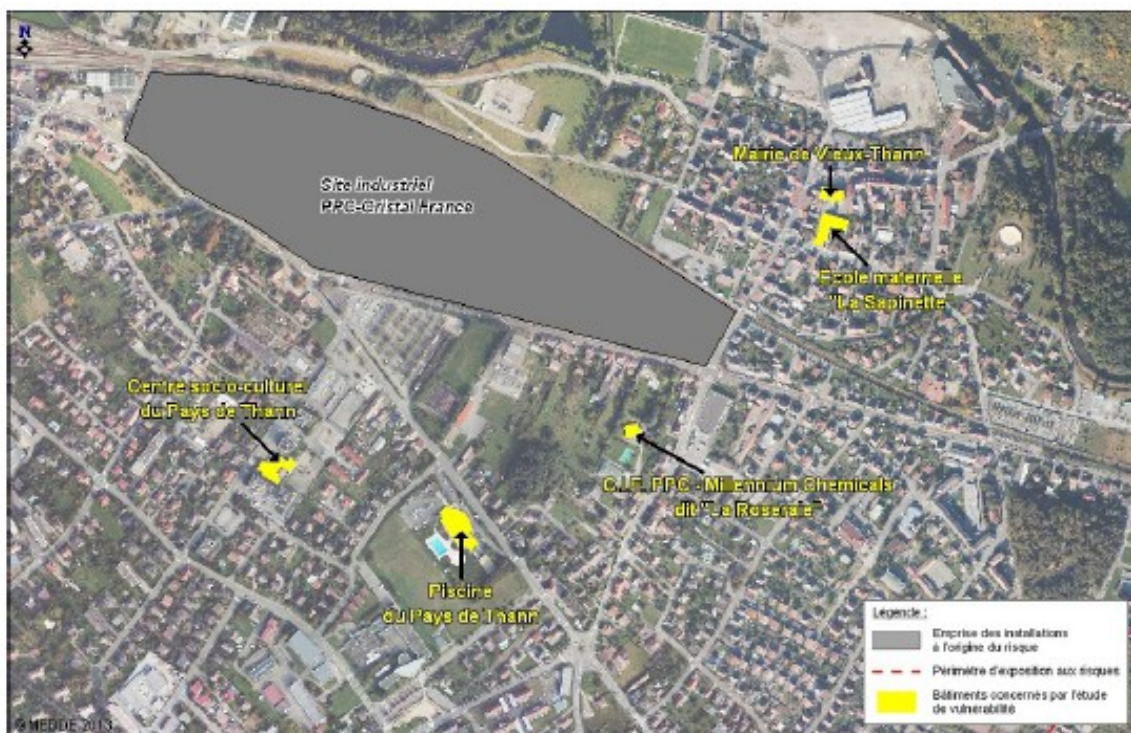 N
Site industriel
PPC-Cristal France
Mairie de Vieux-Thann
Ecole maternelle
"La Sapinette"
Centre socio-culturel
du Pays de Thann
C.I.E. PPC - Millennium Chemicals
dit "La Roseraie"
Piscine
du Pays de Thann
Légende :
Emprise des installations
à l'origine du risque
Périmètre d'exposition aux risques
Bâtiments concernés par l'étude
de vulnérabilité
© MEDDE 2013